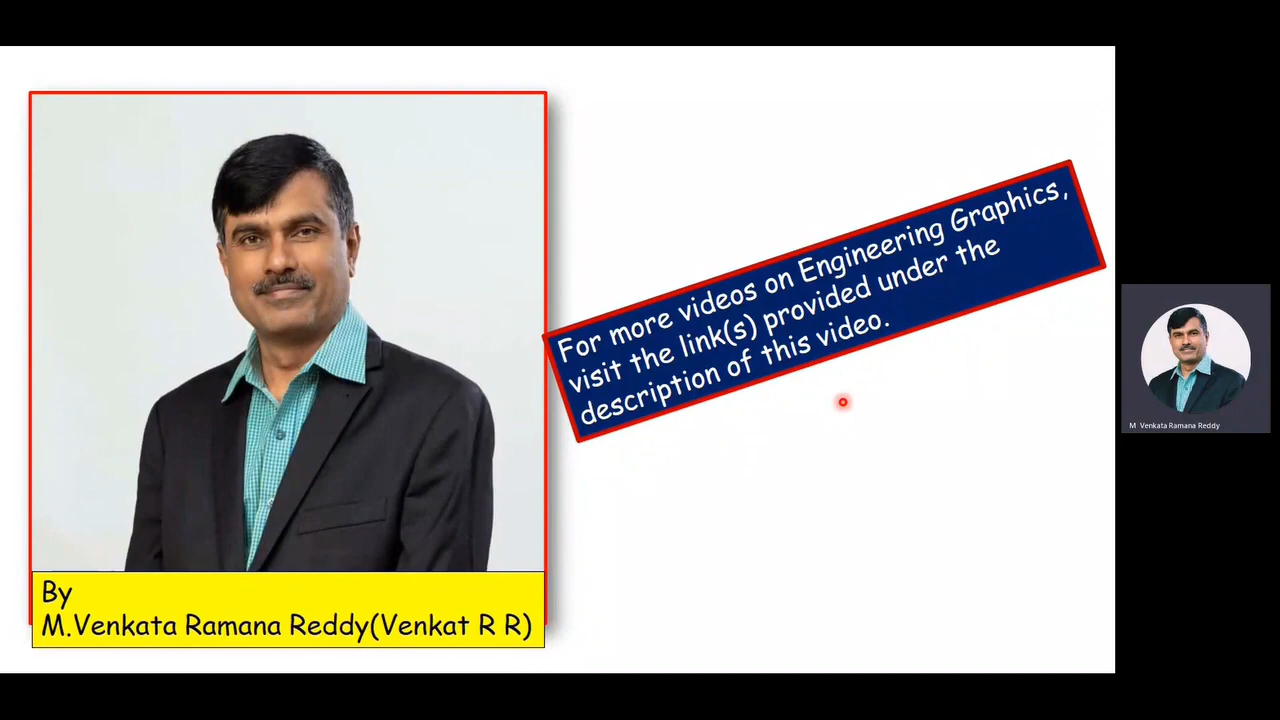 For more videos on Engineering Graphics,
visit the link(s) provided under the
description of this video.
By
M.Venkata Ramana Reddy(Venkat R R)
M Venkata Ramana Reddy